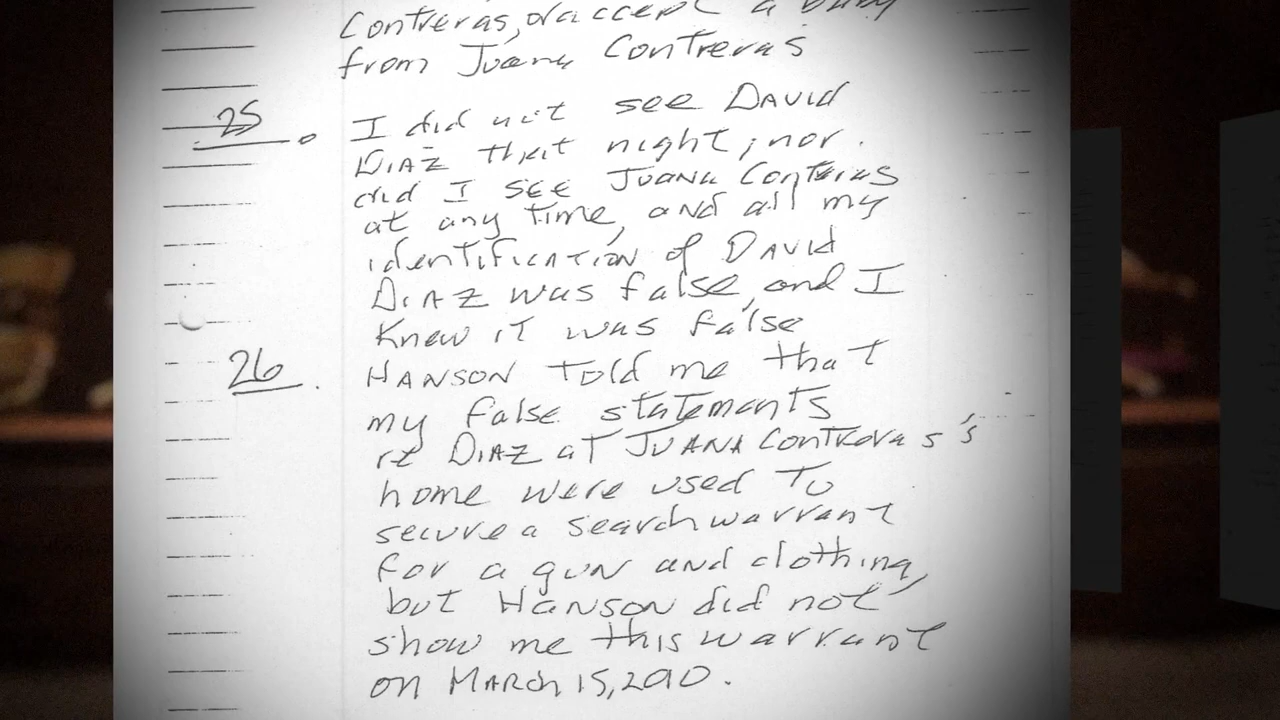 Contreras, or accept a baby
from Juana Contreras
25. I did not see DAVID
DIAZ that night; nor.
did I SEE JUANA Contreras
at any time, and all my
identification of DAVID
DIAZ was false, and I
Knew it was false
26. HANSON told me that
my false statements
re DIAZ at JUANA Controvas's
home were used to
secure a search warrant
for a gun and clothing,
but HANSON did not
show me this warrant
on MARCH 15, 2010.